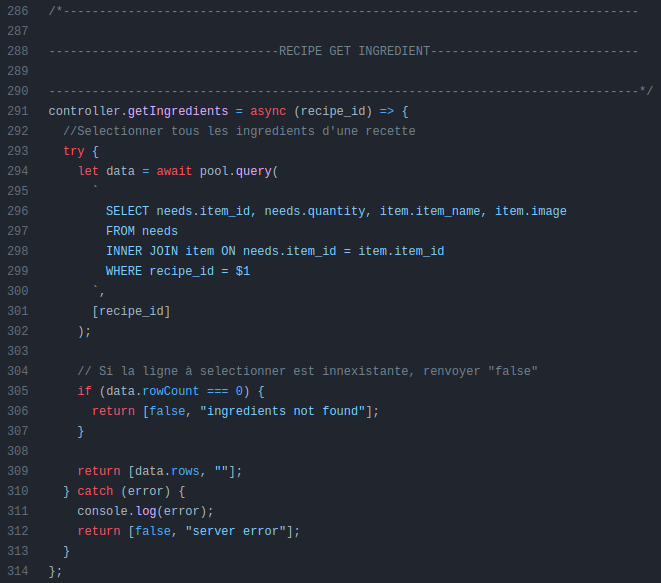 286 /*--------------------------------------------------------------------------------
287
288 --------------------------------RECIPE GET INGREDIENT-----------------------------
289
290 ----------------------------------------------------------------------------------*/
291 controller.getIngredients = async (recipe_id) => {
292   //Selectionner tous les ingredients d'une recette
293   try {
294     let data = await pool.query(
295       `
296         SELECT needs.item_id, needs.quantity, item.item_name, item.image
297         FROM needs
298         INNER JOIN item ON needs.item_id = item.item_id
299         WHERE recipe_id = $1
300       `,
301       [recipe_id]
302     );
303
304     // Si la ligne à selectionner est innexistante, renvoyer "false"
305     if (data.rowCount === 0) {
306       return [false, "ingredients not found"];
307     }
308
309     return [data.rows, ""];
310   } catch (error) {
311     console.log(error);
312     return [false, "server error"];
313   }
314 };